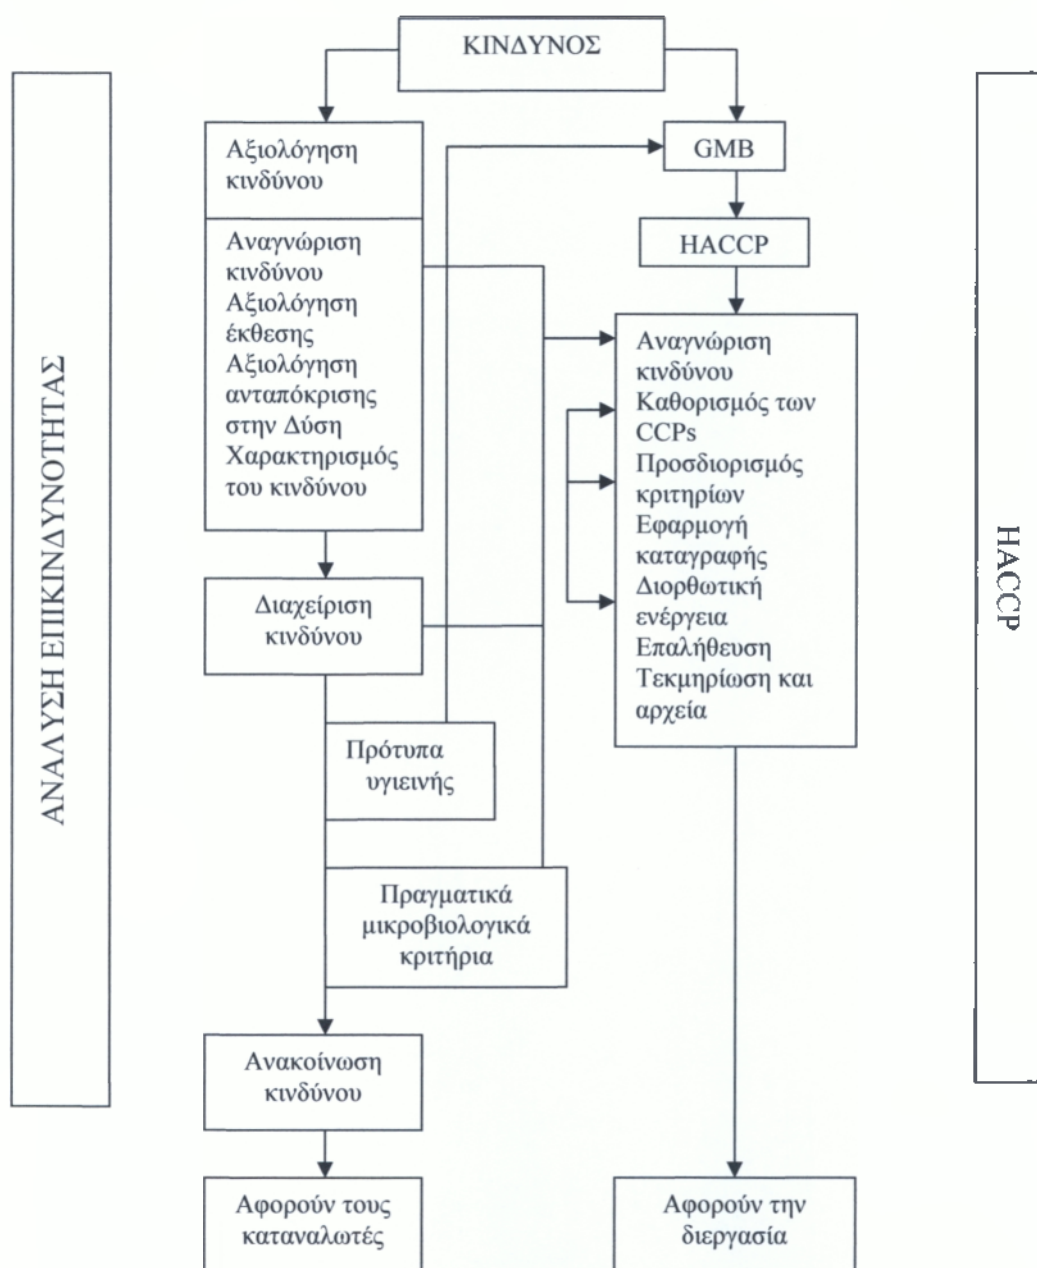 ΚΙΝΔΥΝΟΣ
ΑΝΑΛΥΣΗ ΕΠΙΚΙΝΔΥΝΟΤΗΤΑΣ
Αξιολόγηση
κινδύνου
Αναγνώριση
κινδύνου
Αξιολόγηση
έκθεσης
Αξιολόγηση
ανταπόκρισης
στην Δύση
Χαρακτηρισμός
του κινδύνου
Διαχείριση
κινδύνου
Πρότυπα
υγιεινής
Πραγματικά
μικροβιολογικά
κριτήρια
Ανακοίνωση
κινδύνου
Αφορούν τους
καταναλωτές
GMB
HACCP
Αναγνώριση
κινδύνου
Καθορισμός των
CCPs
Προσδιορισμός
κριτηρίων
Εφαρμογή
καταγραφής
Διορθωτική
ενέργεια
Επαλήθευση
Τεκμηρίωση και
αρχεία
Αφορούν την
διεργασία
HACCP